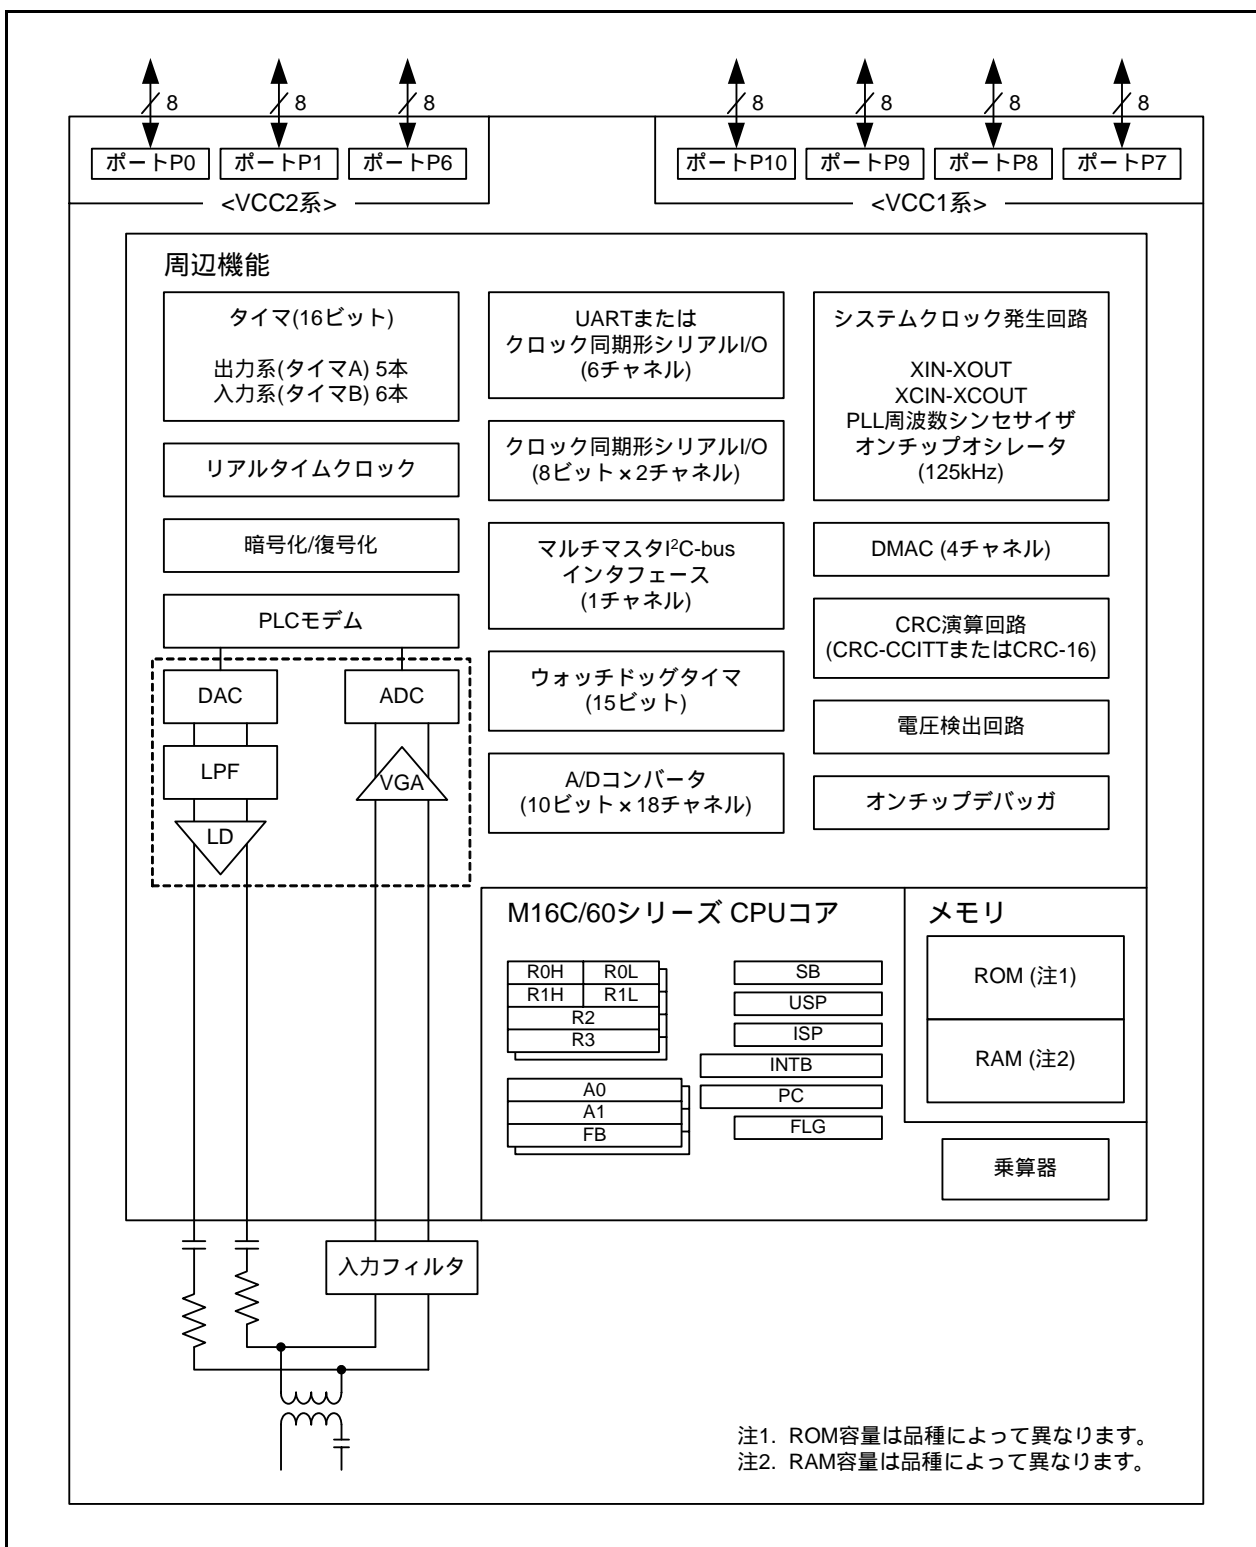 8
8
8
8
8
8
8
ポートP0
ポートP1
ポートP6
ポートP10
ポートP9
ポートP8
ポートP7
<VCC2系>
<VCC1系>
周辺機能
タイマ(16ビット)
出力系(タイマA) 5本
入力系(タイマB) 6本
リアルタイムクロック
暗号化/復号化
PLCモデム
DAC
ADC
LPF
VGA
LD
UARTまたは
クロック同期形シリアルI/O
(6チャネル)
クロック同期形シリアルI/O
(8ビット×2チャネル)
マルチマスタI²C-bus
インタフェース
(1チャネル)
ウォッチドッグタイマ
(15ビット)
A/Dコンバータ
(10ビット×18チャネル)
システムクロック発生回路
XIN-XOUT
XCIN-XCOUT
PLL周波数シンセサイザ
オンチップオシレータ
(125kHz)
DMAC (4チャネル)
CRC演算回路
(CRC-CCITTまたはCRC-16)
電圧検出回路
オンチップデバッガ
M16C/60シリーズ CPUコア
R0H
R0L
R1H
R1L
R2
R3
A0
A1
FB
SB
USP
ISP
INTB
PC
FLG
メモリ
ROM (注1)
RAM (注2)
乗算器
入力フィルタ
注1. ROM容量は品種によって異なります。
注2. RAM容量は品種によって異なります。